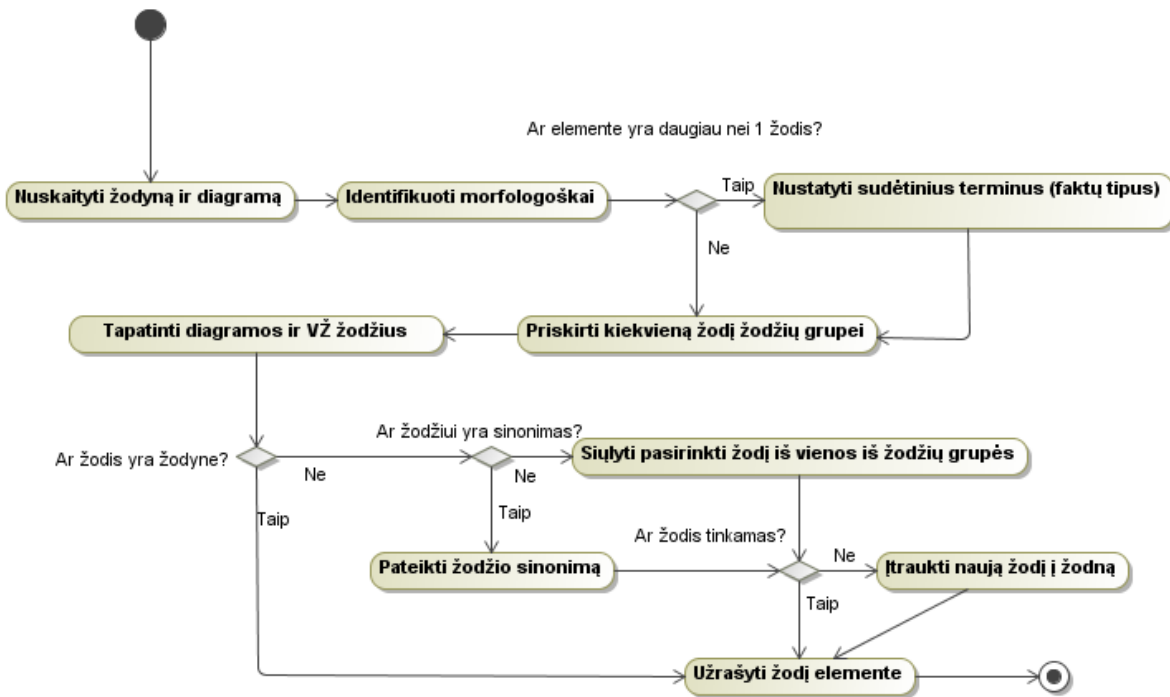 Ar elemente yra daugiau nei 1 žodis?
Nuskaityti žodyną ir diagramą
Identifikuoti morfologoškai
Taip
Nustatyti sudėtinius terminus (faktų tipus)
Ne
Tapatinti diagramos ir VŽ žodžius
Priskirti kiekvieną žodį žodžių grupei
Ar žodis yra žodyne?
Ne
Ar žodžiui yra sinonimas?
Ne
Siųlyti pasirinkti žodį iš vienos iš žodžių grupės
Taip
Taip
Ar žodis tinkamas?
Pateikti žodžio sinonimą
Ne
Įtraukti naują žodį į žodną
Taip
Užrašyti žodį elemente